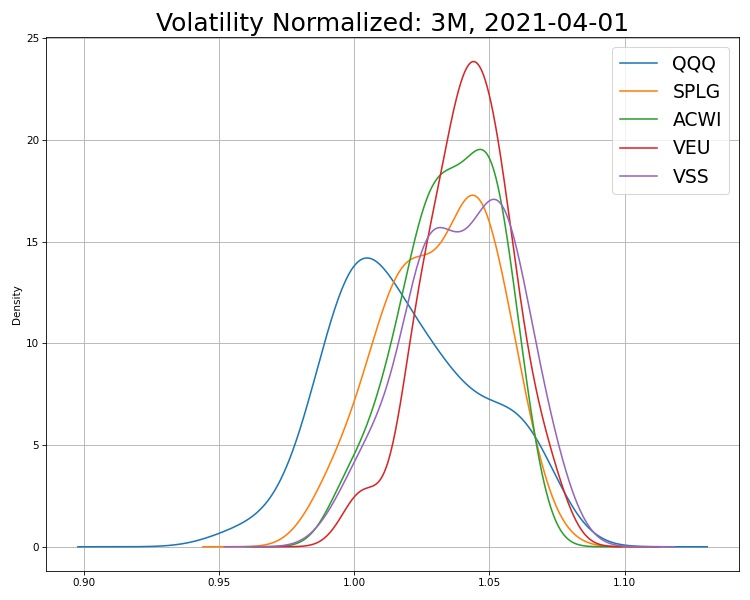 Volatility Normalized: 3M, 2021-04-01
25
20
15
10
5
0
Density
QQQ
SPLG
ACWI
VEU
VSS
0.90 0.95 1.00 1.05 1.10